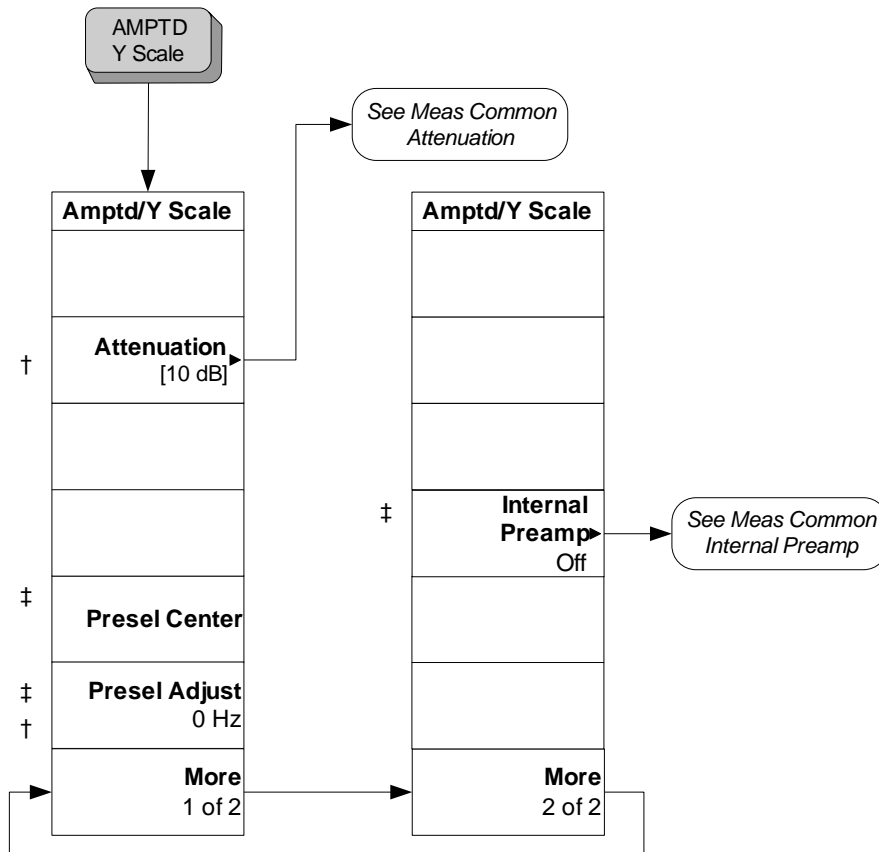 AMPTD
Y Scale
See Meas Common
Attenuation
Amptd/Y Scale
†
Attenuation
[10 dB]
‡
Presel Center
‡
†
Presel Adjust
0 Hz
More
1 of 2
Amptd/Y Scale
‡
Internal
Preamp
Off
See Meas Common
Internal Preamp
More
2 of 2